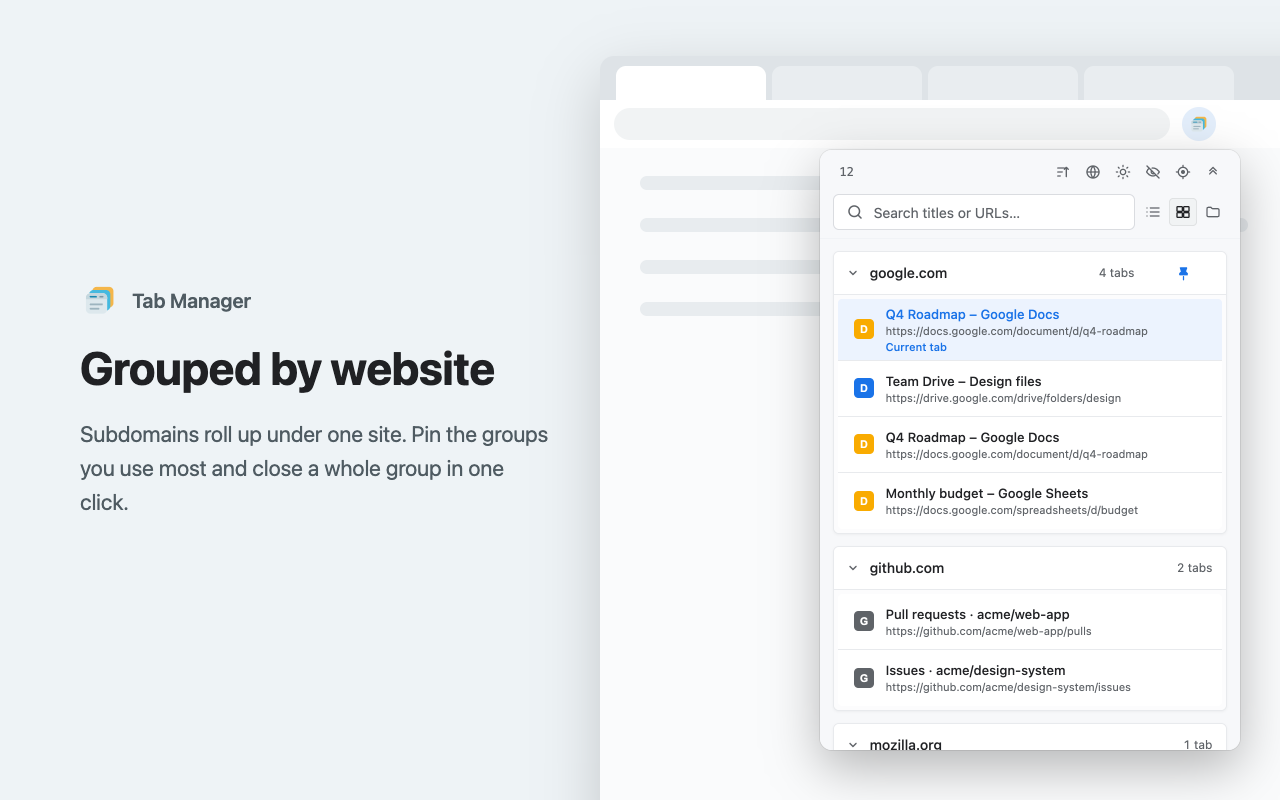 Tab Manager
Grouped by website
Subdomains roll up under one site. Pin the groups
you use most and close a whole group in one
click.
12
Search titles or URLs...
google.com
4 tabs
D
Q4 Roadmap – Google Docs
https://docs.google.com/document/d/q4-roadmap
Current tab
D
Team Drive – Design files
https://drive.google.com/drive/folders/design
D
Q4 Roadmap – Google Docs
https://docs.google.com/document/d/q4-roadmap
D
Monthly budget – Google Sheets
https://docs.google.com/spreadsheets/d/budget
github.com
2 tabs
G
Pull requests · acme/web-app
https://github.com/acme/web-app/pulls
G
Issues · acme/design-system
https://github.com/acme/design-system/issues
mozilla.org
1 tab